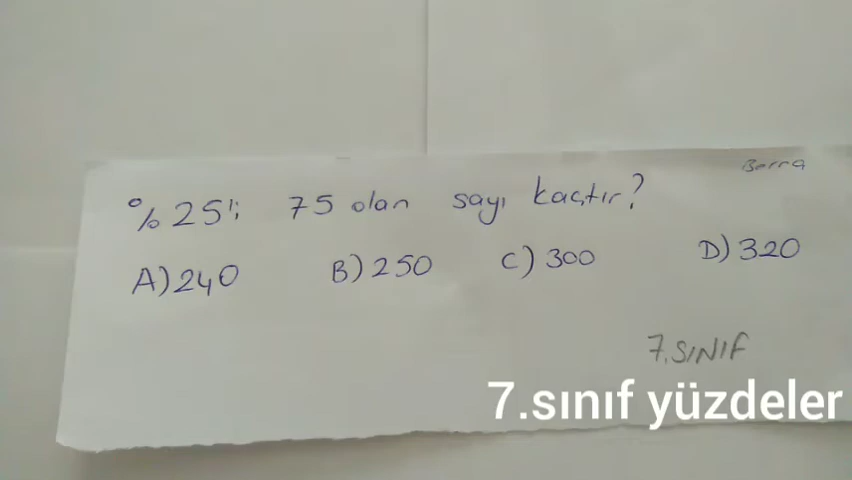 Berra
%25'i 75 olan sayı kaçtır?
A) 240 B) 250 C) 300 D) 320
7.SINIF
7.sınıf yüzdeler